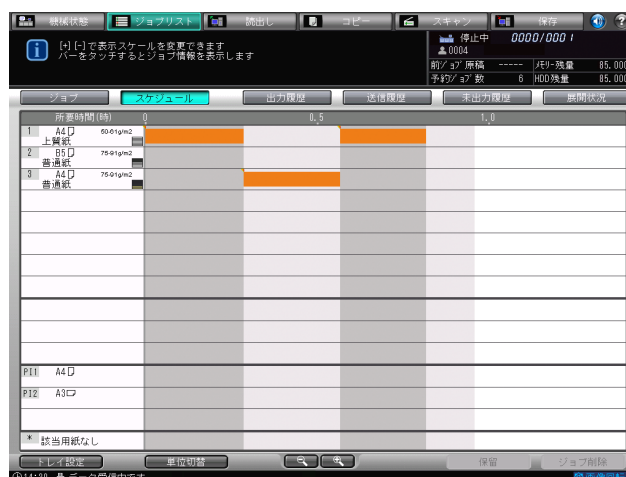 機械状態 ジョブリスト 読出し コピー スキャン 保存 ?
[+] [-] で表示スケールを変更できます
バーをタッチするとジョブ情報を表示します
停止中 0000/0001
0004
前ジョブ原稿 ----- メモリー残量 85.000
予約ジョブ数 6 HDD残量 85.000
ジョブ スケジュール 出力履歴 送信履歴 未出力履歴 展開状況
所要時間(時) 0 0,5 1,0
1 A4 50-61g/m2
上質紙
2 B5 75-91g/m2
普通紙
3 A4 75-91g/m2
普通紙
PI1 A4
PI2 A3
* 該当用紙なし
トレイ設定 単位切替 保留 ジョブ削除